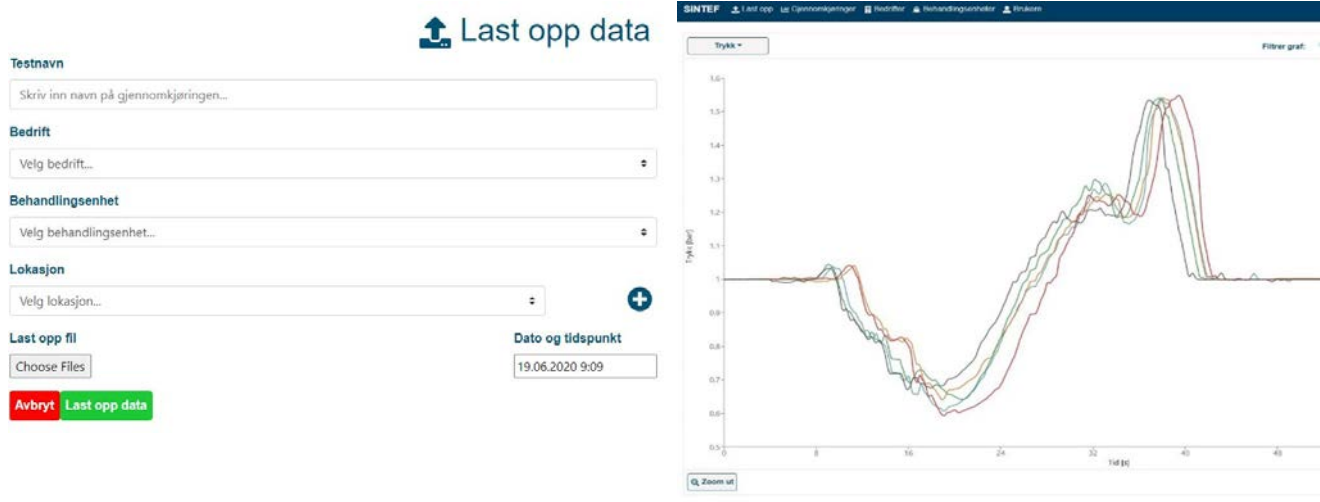 Last opp data
Testnavn
Skriv inn navn på gjennomkjøringen...
Bedrift
Velg bedrift...
Behandlingsenhet
Velg behandlingsenhet...
Lokasjon
Velg lokasjon...
Last opp fil
Dato og tidspunkt
Choose Files
19.06.2020 9:09
Avbryt
Last opp data
SINTEF Last opp Gjennomkjøringer Bedrifter Behandlingsenheter Brukere
Trykk
Filtrer graf:
1.6
1.5
1.4
1.3
1.2
1.1
1
0.9
0.8
0.7
0.6
0.5
Trykk [bar]
0 8 16 24 32 40 48
Tid [s]
Zoom ut